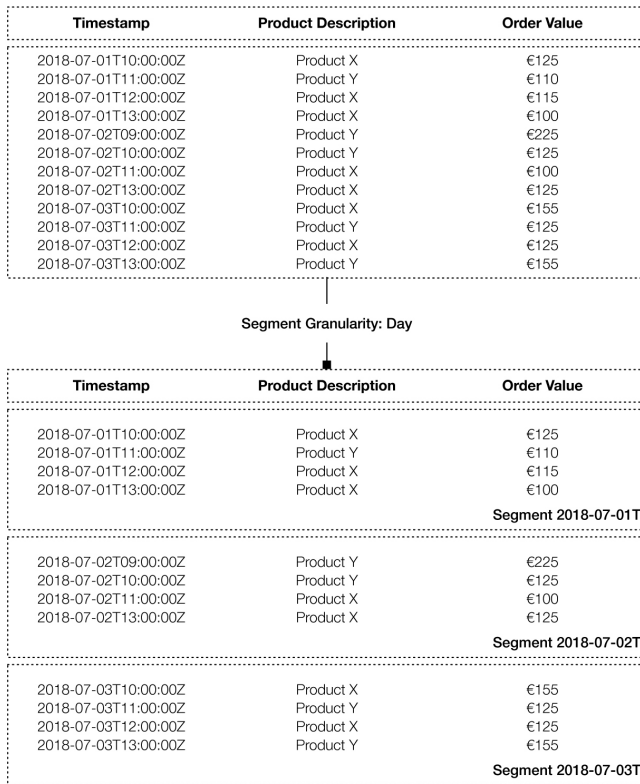 Timestamp Product Description Order Value
2018-07-01T10:00:00Z Product X €125
2018-07-01T11:00:00Z Product Y €110
2018-07-01T12:00:00Z Product X €115
2018-07-01T13:00:00Z Product X €100
2018-07-02T09:00:00Z Product Y €225
2018-07-02T10:00:00Z Product Y €125
2018-07-02T11:00:00Z Product X €100
2018-07-02T13:00:00Z Product X €125
2018-07-03T10:00:00Z Product X €155
2018-07-03T11:00:00Z Product Y €125
2018-07-03T12:00:00Z Product X €125
2018-07-03T13:00:00Z Product Y €155
Segment Granularity: Day
Timestamp Product Description Order Value
2018-07-01T10:00:00Z Product X €125
2018-07-01T11:00:00Z Product Y €110
2018-07-01T12:00:00Z Product X €115
2018-07-01T13:00:00Z Product X €100
Segment 2018-07-01T
2018-07-02T09:00:00Z Product Y €225
2018-07-02T10:00:00Z Product Y €125
2018-07-02T11:00:00Z Product X €100
2018-07-02T13:00:00Z Product X €125
Segment 2018-07-02T
2018-07-03T10:00:00Z Product X €155
2018-07-03T11:00:00Z Product Y €125
2018-07-03T12:00:00Z Product X €125
2018-07-03T13:00:00Z Product Y €155
Segment 2018-07-03T